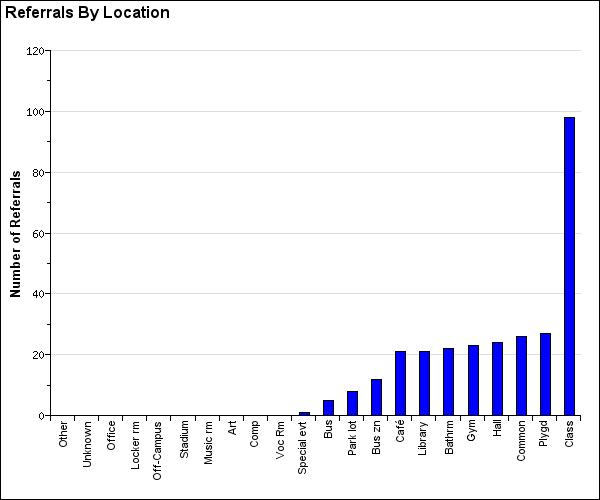 Referrals By Location
Number of Referrals
120
100
80
60
40
20
0
Other
Unknown
Office
Locker rm
Off-Campus
Stadium
Music rm
Art
Comp
Voc Rm
Special evt
Bus
Park lot
Bus zn
Café
Library
Bathrm
Gym
Hall
Common
Plygd
Class